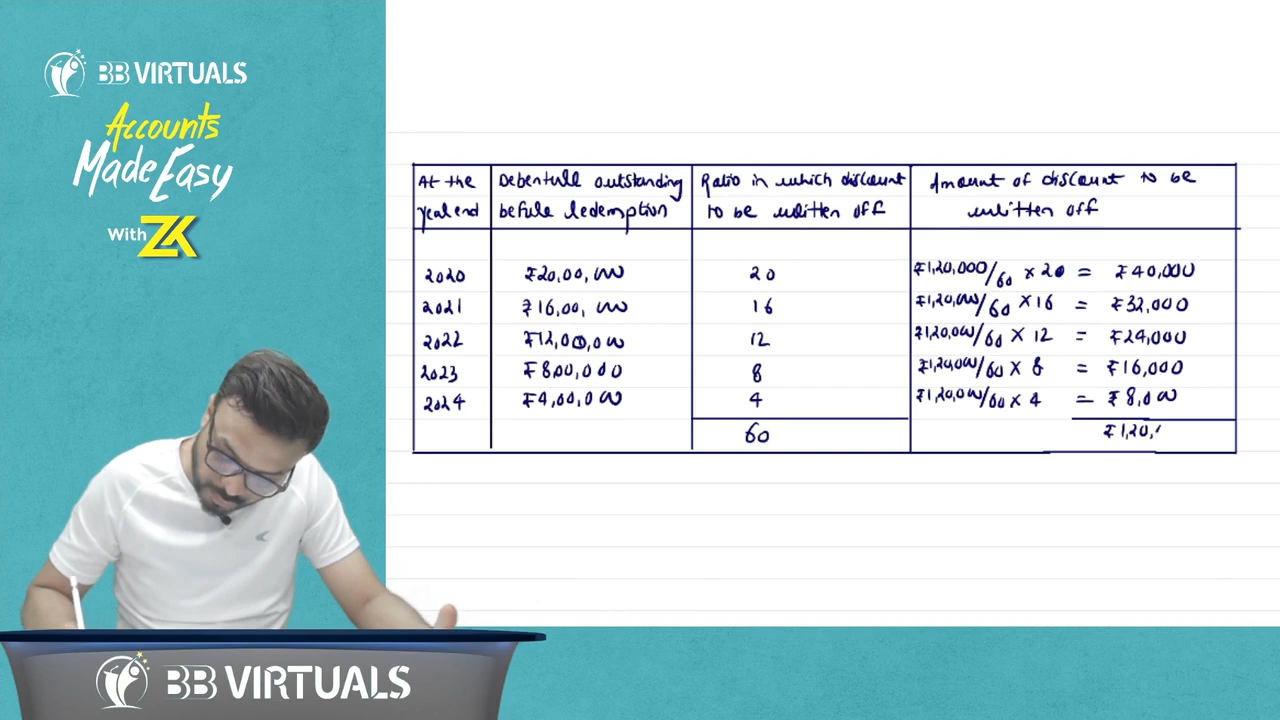 BB VIRTUALS
Accounts
Made Easy
With ZK
At the | Debenture outstanding | Ratio in which discount | Amount of discount to be
year end | before redemption | to be written off | written off
2020 | ₹20,00,000 | 20 | ₹1,20,000/60 × 20 = ₹40,000
2021 | ₹16,00,000 | 16 | ₹1,20,000/60 × 16 = ₹32,000
2022 | ₹12,00,000 | 12 | ₹1,20,000/60 × 12 = ₹24,000
2023 | ₹8,00,000 | 8 | ₹1,20,000/60 × 8 = ₹16,000
2024 | ₹4,00,000 | 4 | ₹1,20,000/60 × 4 = ₹8,000
60 | ₹1,20,
BB VIRTUALS